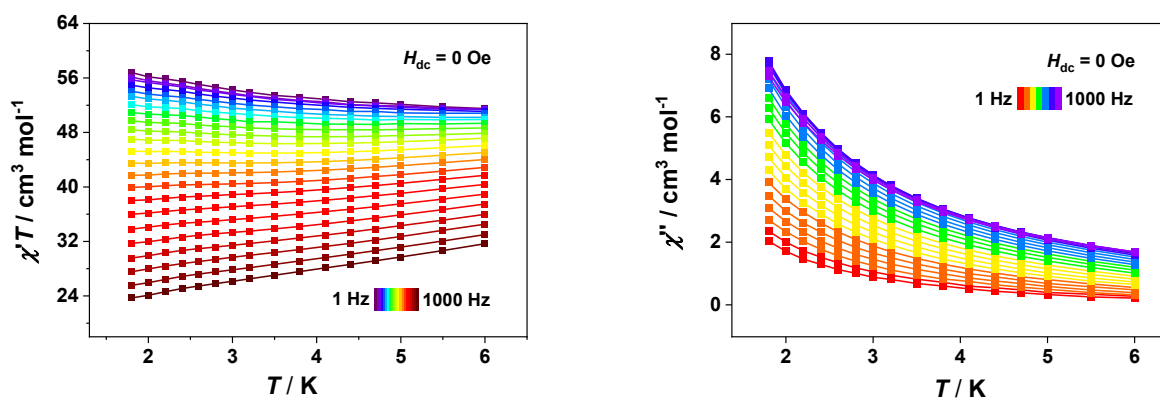 64
56
48
40
32
24
χ'T / cm³ mol⁻¹
H_dc = 0 Oe
1 Hz 1000 Hz
2 3 4 5 6
T / K
8
6
4
2
0
χ'' / cm³ mol⁻¹
H_dc = 0 Oe
1 Hz 1000 Hz
2 3 4 5 6
T / K